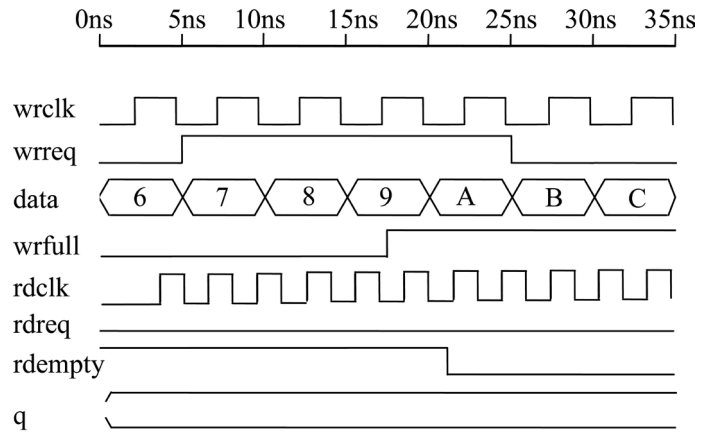 0ns 5ns 10ns 15ns 20ns 25ns 30ns 35ns
wrclk
wrreq
data 6 7 8 9 A B C
wrfull
rdclk
rdreq
rdempty
q